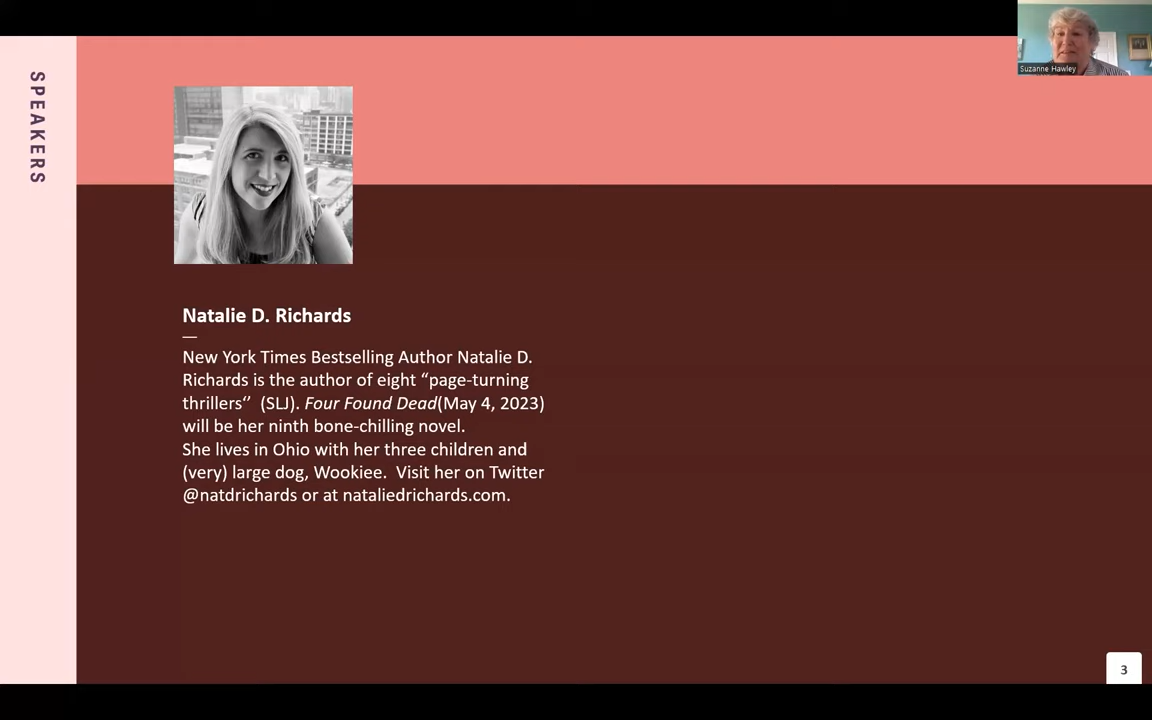 SPEAKERS
Suzanne Hawley
Natalie D. Richards
New York Times Bestselling Author Natalie D.
Richards is the author of eight “page-turning
thrillers‘’  (SLJ). Four Found Dead(May 4, 2023)
will be her ninth bone-chilling novel.
She lives in Ohio with her three children and
(very) large dog, Wookiee.  Visit her on Twitter
@natdrichards or at nataliedrichards.com.
3